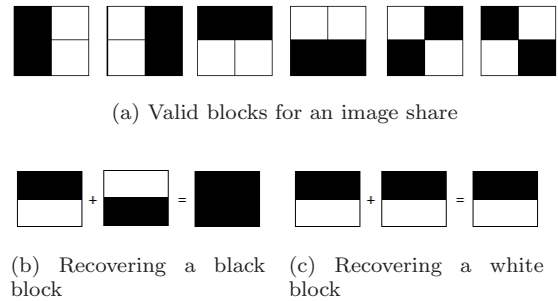 (a) Valid blocks for an image share
+ = + =
(b) Recovering a black block
(c) Recovering a white block